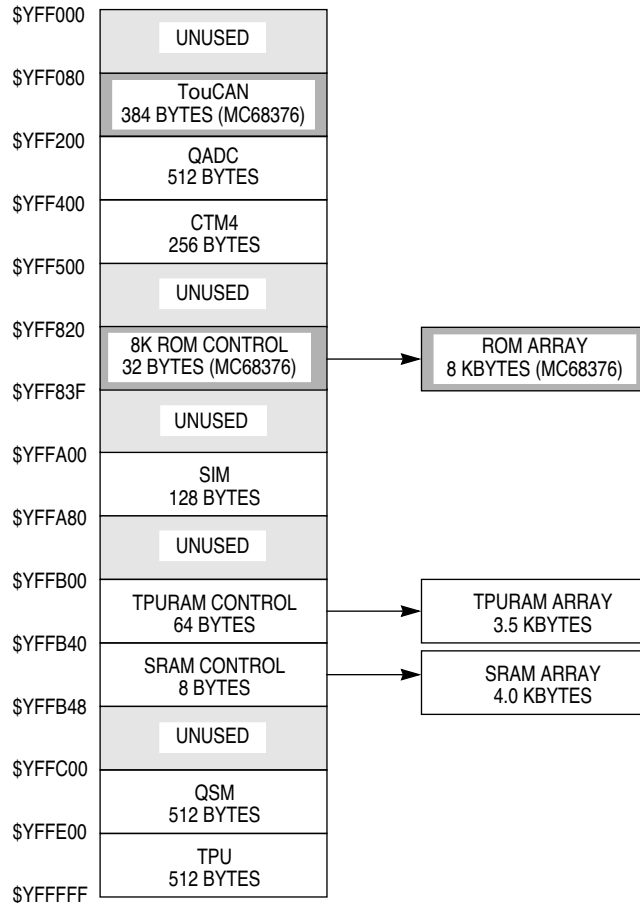 $YFF000
UNUSED
$YFF080
TouCAN
384 BYTES (MC68376)
$YFF200
QADC
512 BYTES
$YFF400
CTM4
256 BYTES
$YFF500
UNUSED
$YFF820
8K ROM CONTROL
32 BYTES (MC68376)
ROM ARRAY
8 KBYTES (MC68376)
$YFF83F
UNUSED
$YFFA00
SIM
128 BYTES
$YFFA80
UNUSED
$YFFB00
TPURAM CONTROL
64 BYTES
TPURAM ARRAY
3.5 KBYTES
$YFFB40
SRAM CONTROL
8 BYTES
SRAM ARRAY
4.0 KBYTES
$YFFB48
UNUSED
$YFFC00
QSM
512 BYTES
$YFFE00
TPU
512 BYTES
$YFFFFF